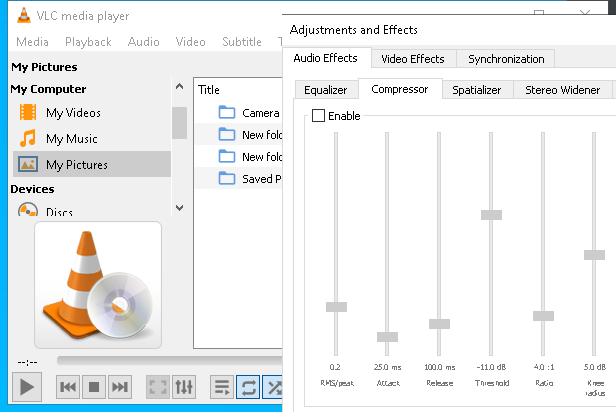 VLC media player
Media Playback Audio Video Subtitle
My Pictures
My Computer
My Videos
My Music
My Pictures
Devices
Discs
Title
Camera
New fold
New fold
Saved P
--:--
Adjustments and Effects
Audio Effects Video Effects Synchronization
Equalizer Compressor Spatializer Stereo Widener
Enable
0.2 25.0 ms 100.0 ms -11.0 dB 4.0 :1 5.0 dB
RMS/peak Attack Release Threshold Ratio Knee
radius